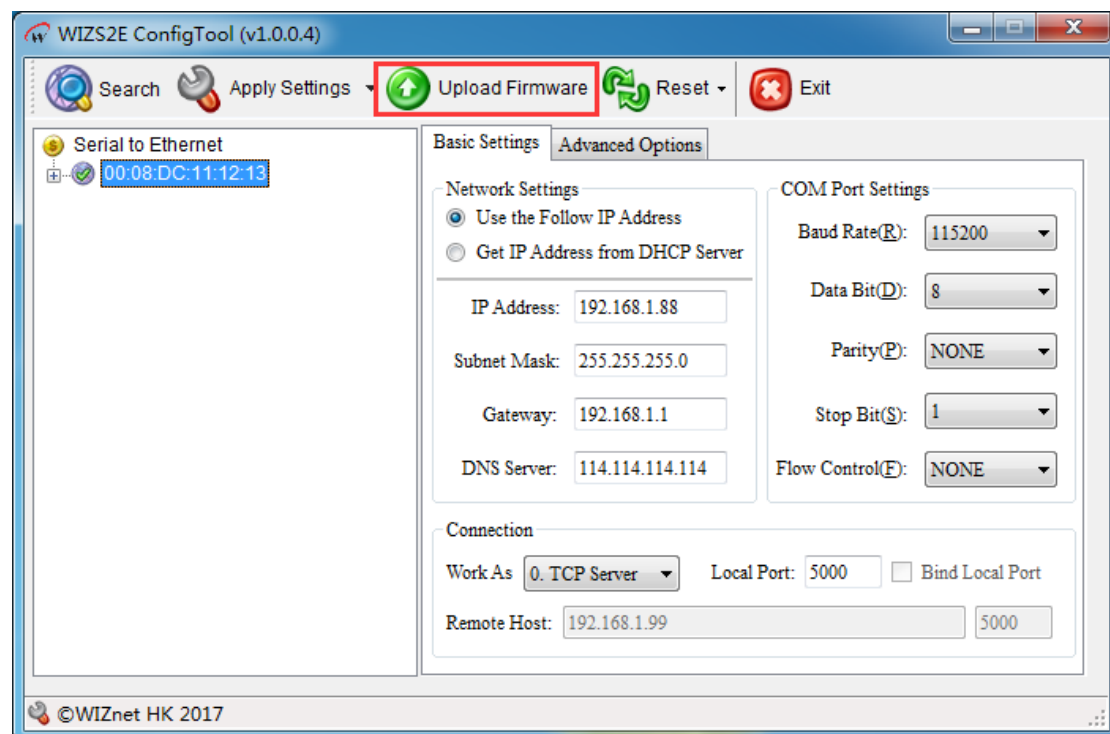 WIZS2E ConfigTool (v1.0.0.4)
Search Apply Settings Upload Firmware Reset Exit
Serial to Ethernet
00:08:DC:11:12:13
Basic Settings Advanced Options
Network Settings
Use the Follow IP Address
Get IP Address from DHCP Server
IP Address: 192.168.1.88
Subnet Mask: 255.255.255.0
Gateway: 192.168.1.1
DNS Server: 114.114.114.114
COM Port Settings
Baud Rate(R): 115200
Data Bit(D): 8
Parity(P): NONE
Stop Bit(S): 1
Flow Control(F): NONE
Connection
Work As 0. TCP Server Local Port: 5000 Bind Local Port
Remote Host: 192.168.1.99 5000
©WIZnet HK 2017